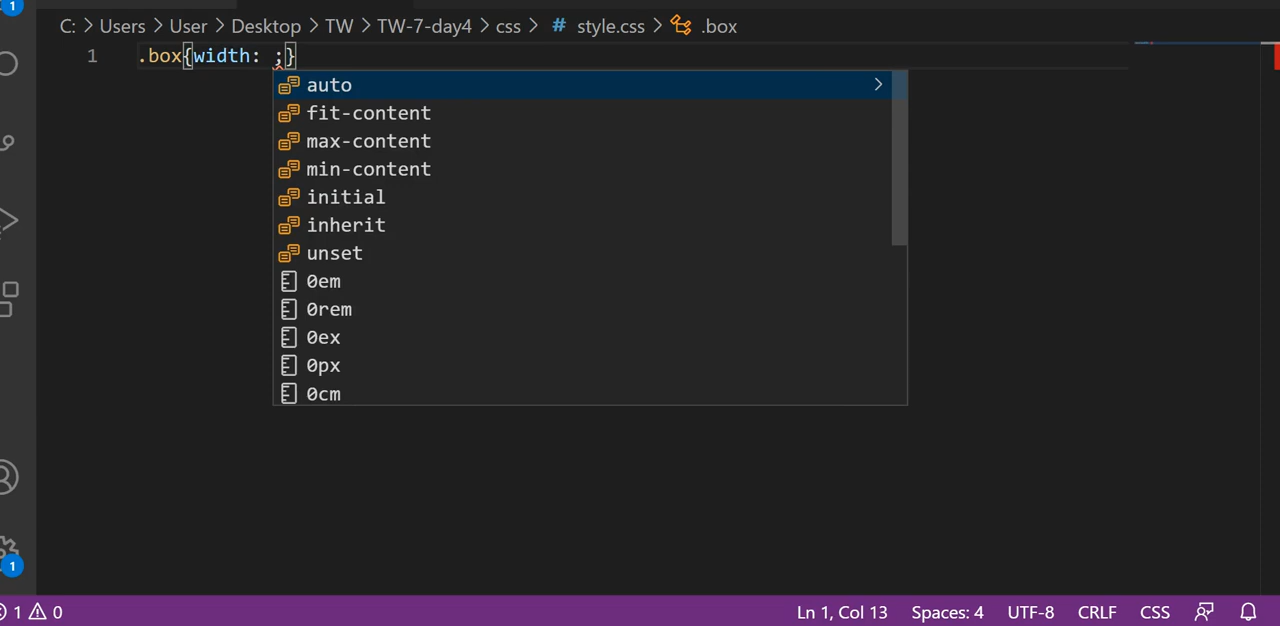 1
C: > Users > User > Desktop > TW > TW-7-day4 > css > # style.css > .box
1 .box{width: ;}
auto >
fit-content
max-content
min-content
initial
inherit
unset
0em
0rem
0ex
0px
0cm
1
1 0 Ln 1, Col 13 Spaces: 4 UTF-8 CRLF CSS